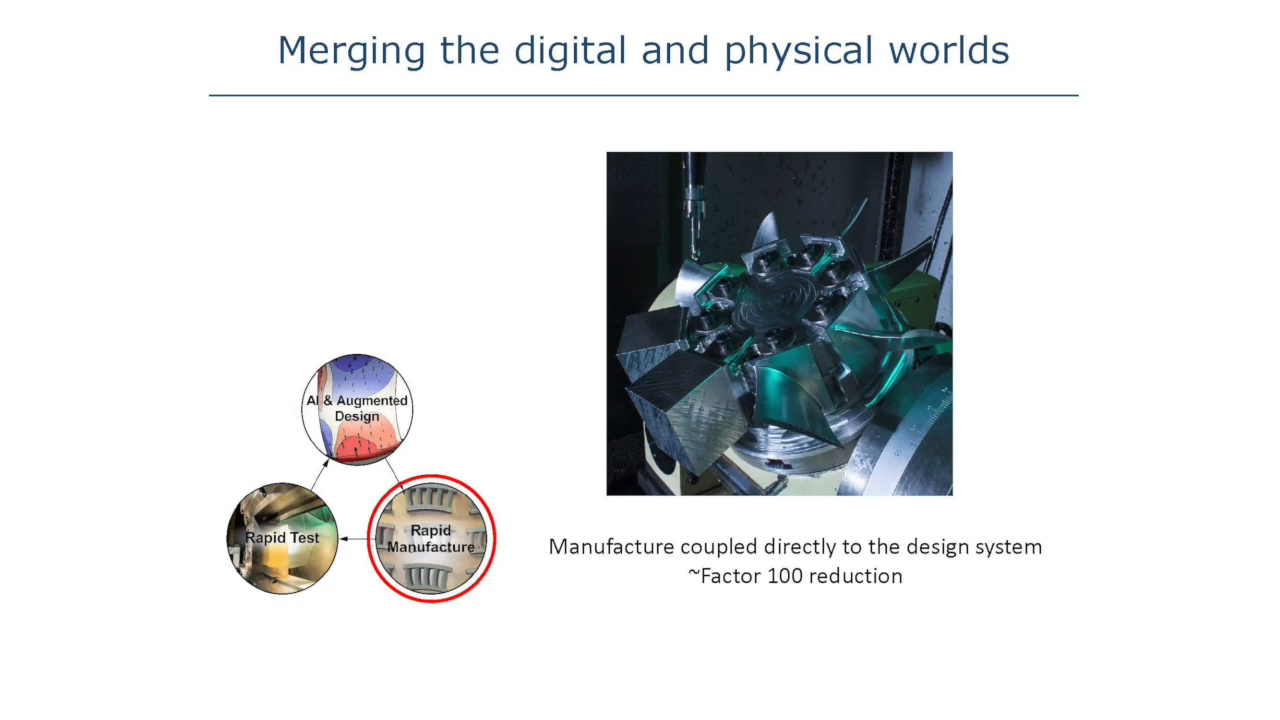 Merging the digital and physical worlds
AI & Augmented
Design
Rapid Test
Rapid
Manufacture
Manufacture coupled directly to the design system
~Factor 100 reduction